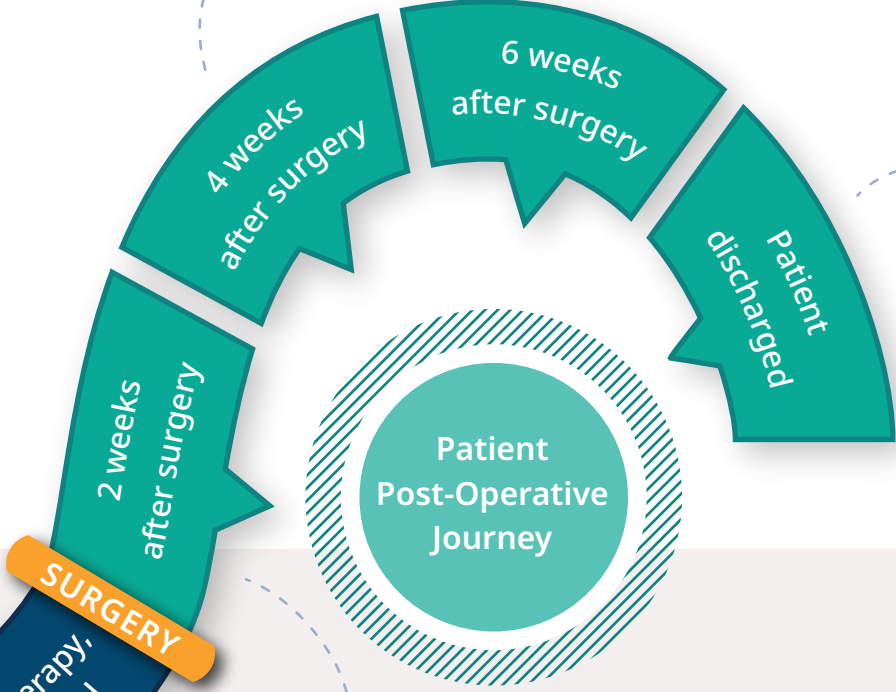 6 weeks
after surgery
4 weeks
after surgery
Patient
discharged
2 weeks
after surgery
Patient
Post-Operative
Journey
SURGERY